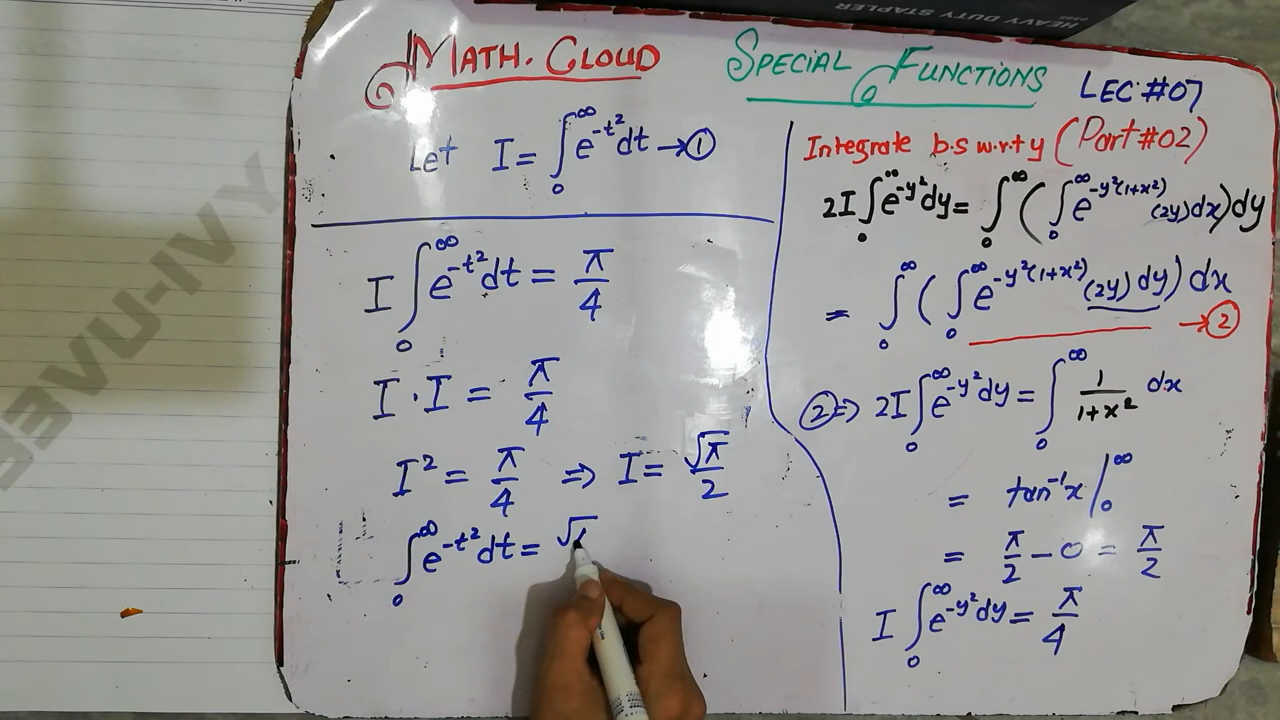 HEAVY DUTY STAPLER
MATH. CLOUD
SPECIAL FUNCTIONS
LEC #07
Let I = ∫₀^∞ e^{-t²} dt → ①
I ∫₀^∞ e^{-t²} dt = π/4
I · I = π/4
I² = π/4 ⇒ I = √π/2
∫₀^∞ e^{-t²} dt = √
Integrate b.s w.r.t y (Part #02)
2I ∫₀^∞ e^{-y²} dy = ∫₀^∞ ( ∫₀^∞ e^{-y²(1+x²)} (2y) dx ) dy
= ∫₀^∞ ( ∫₀^∞ e^{-y²(1+x²)} (2y) dy ) dx → ②
② ⇒ 2I ∫₀^∞ e^{-y²} dy = ∫₀^∞ 1/(1+x²) dx
= tan⁻¹x |₀^∞
= π/2 − 0 = π/2
I ∫₀^∞ e^{-y²} dy = π/4